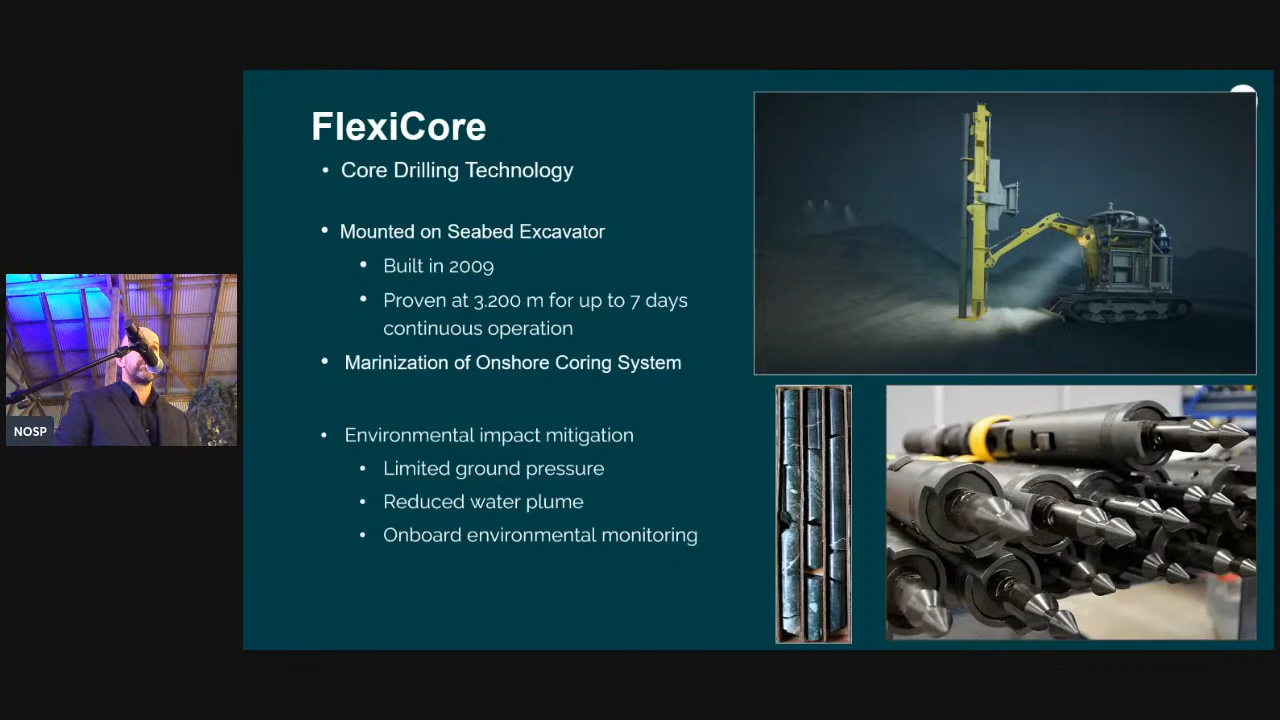 FlexiCore
• Core Drilling Technology
• Mounted on Seabed Excavator
• Built in 2009
• Proven at 3.200 m for up to 7 days
continuous operation
• Marinization of Onshore Coring System
• Environmental impact mitigation
• Limited ground pressure
• Reduced water plume
• Onboard environmental monitoring
NOSP